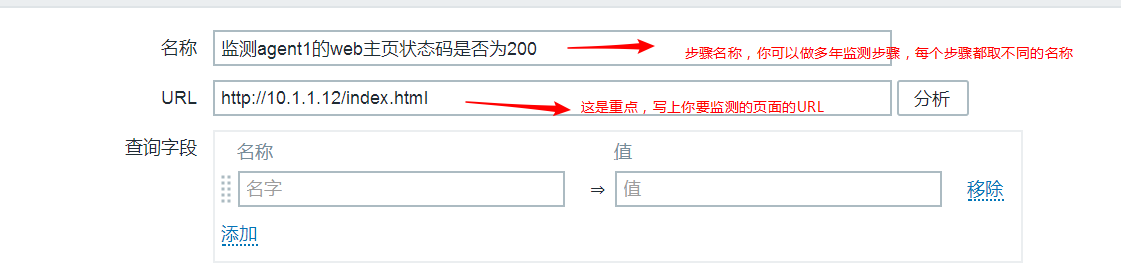 名称 监测agent1的web主页状态码是否为200 步骤名称，你可以做多年监测步骤，每个步骤都取不同的名称
URL http://10.1.1.12/index.html 这是重点，写上你要监测的页面的URL 分析
查询字段
名称 值
名字 ⇒ 值 移除
添加